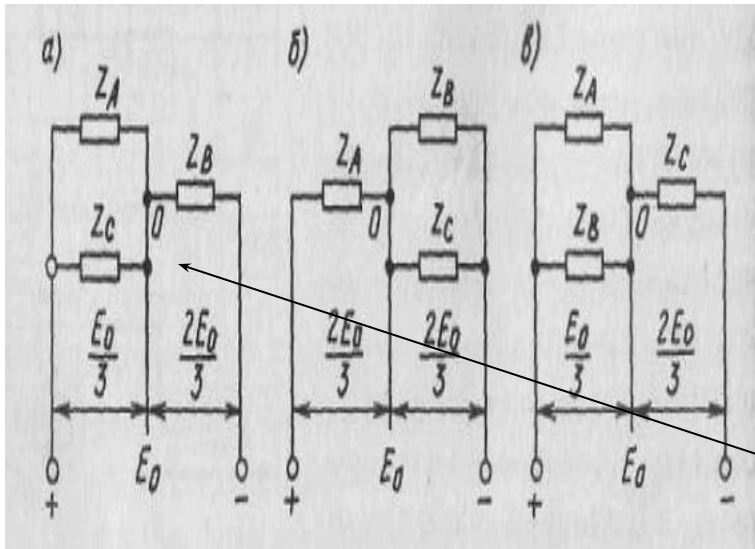 а) б) в)
Z_A Z_B Z_A
Z_B Z_A Z_C
Z_C 0 0 Z_C Z_B 0
E_0/3 2E_0/3 2E_0/3 2E_0/3 E_0/3 2E_0/3
E_0 E_0 E_0
+ − + − + −